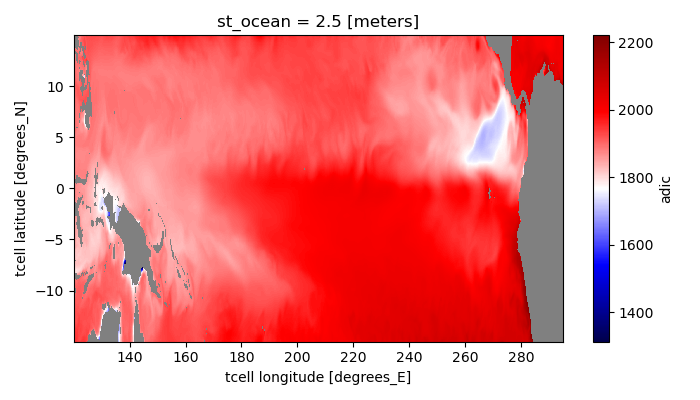 st_ocean = 2.5 [meters]
10
5
0
−5
−10
tcell latitude [degrees_N]
140 160 180 200 220 240 260 280
tcell longitude [degrees_E]
2200
2000
1800
1600
1400
adic